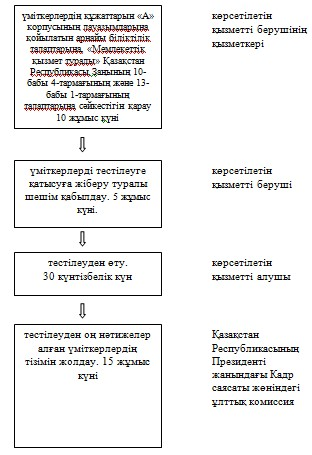 үміткерлердің құжаттарын «А»
корпусының лауазымдарына
қойылатын арнайы біліктілік
талаптарына, «Мемлекеттік
қызмет туралы» Қазақстан
Республикасы Заңының 10-
бабы 4-тармағының және 13-
бабы 1-тармағының
талаптарына сәйкестігін қарау
10 жұмыс күні
көрсетілетін
қызметті берушінің
қызметкері
үміткерлерді тестілеуге
қатысуға жіберу туралы
шешім қабылдау. 5 жұмыс
күні.
көрсетілетін
қызметті беруші
тестілеуден өту.
30 күнтізбелік күн
көрсетілетін
қызметті алушы
тестілеуден оң нәтижелер
алған үміткерлердің
тізімін жолдау. 15 жұмыс
күні
Қазақстан
Республикасының
Президенті
жанындағы Кадр
саясаты жөніндегі
ұлттық комиссия